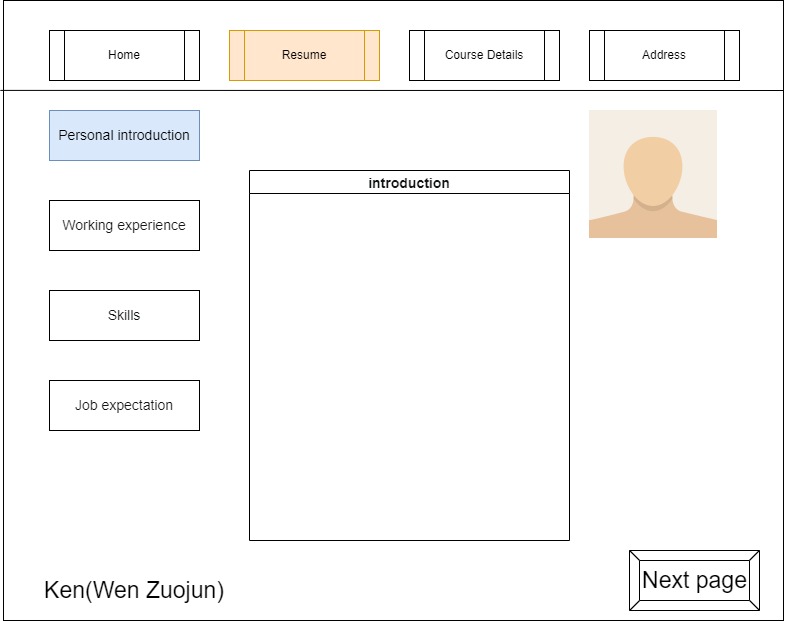 Home
Resume
Course Details
Address
Personal introduction
introduction
Working experience
Skills
Job expectation
Ken(Wen Zuojun)
Next page